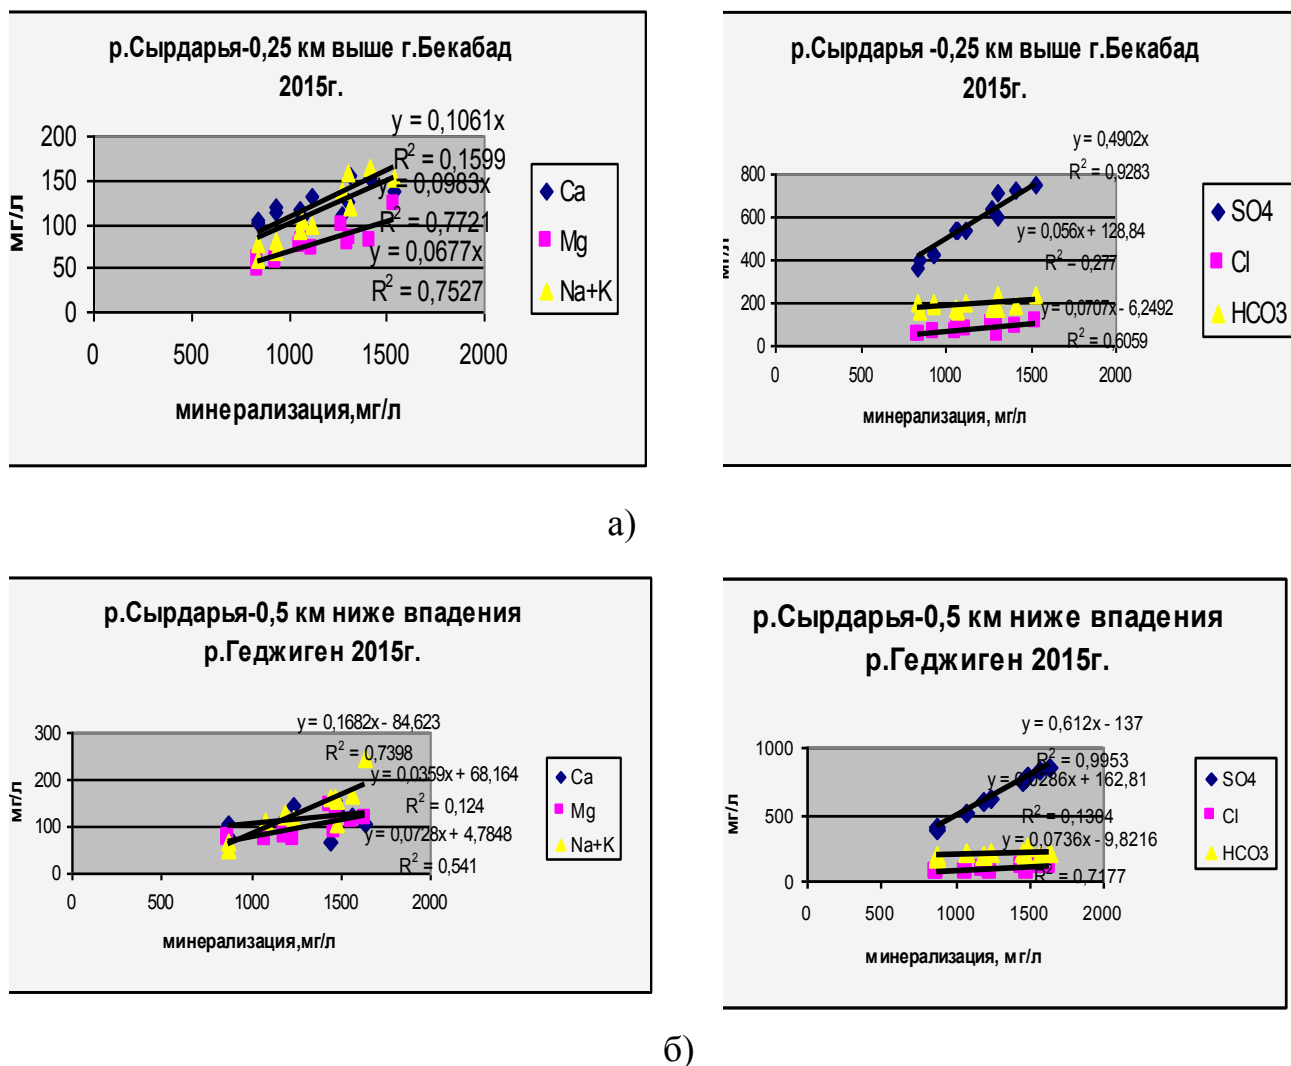 р.Сырдарья-0,25 км выше г.Бекабад
2015г.
y = 0,1061x
R² = 0,1599
y = 0,0983x
R² = 0,7721
y = 0,0677x
R² = 0,7527
мг/л
200
150
100
50
0
0 500 1000 1500 2000
минерализация,мг/л
Ca
Mg
Na+K
р.Сырдарья -0,25 км выше г.Бекабад
2015г.
y = 0,4902x
R² = 0,9283
y = 0,056x + 128,84
R² = 0,277
y = 0,0707x - 6,2492
R² = 0,6059
мг/л
800
600
400
200
0
0 500 1000 1500 2000
минерализация, мг/л
SO4
Cl
HCO3
а)
р.Сырдарья-0,5 км ниже впадения
р.Геджиген 2015г.
y = 0,1682x - 84,623
R² = 0,7398
y = 0,0359x + 68,164
R² = 0,124
y = 0,0728x + 4,7848
R² = 0,541
мг/л
300
200
100
0
0 500 1000 1500 2000
минерализация,мг/л
Ca
Mg
Na+K
р.Сырдарья-0,5 км ниже впадения
р.Геджиген 2015г.
y = 0,612x - 137
R² = 0,9953
y = 0,0286x + 162,81
R² = 0,1304
y = 0,0736x - 9,8216
R² = 0,7177
мг/л
1000
500
0
0 500 1000 1500 2000
минерализация, мг/л
SO4
Cl
HCO3
б)